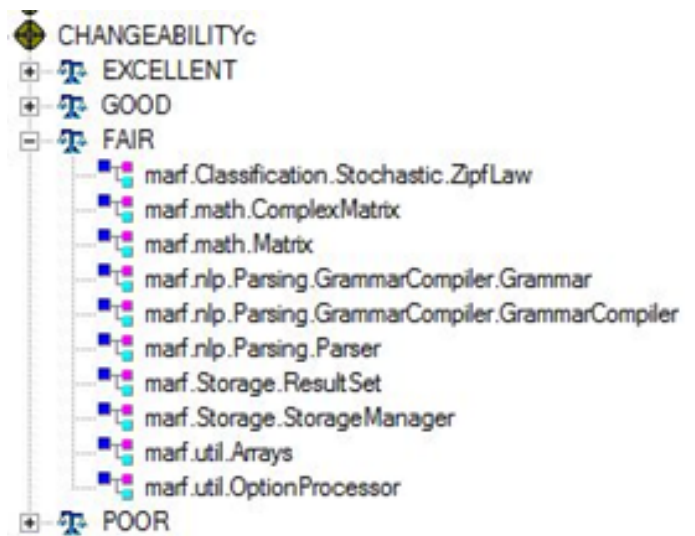 CHANGEABILITYc
EXCELLENT
GOOD
FAIR
marf.Classification.Stochastic.ZipfLaw
marf.math.ComplexMatrix
marf.math.Matrix
marf.nlp.Parsing.GrammarCompiler.Grammar
marf.nlp.Parsing.GrammarCompiler.GrammarCompiler
marf.nlp.Parsing.Parser
marf.Storage.ResultSet
marf.Storage.StorageManager
marf.util.Arrays
marf.util.OptionProcessor
POOR